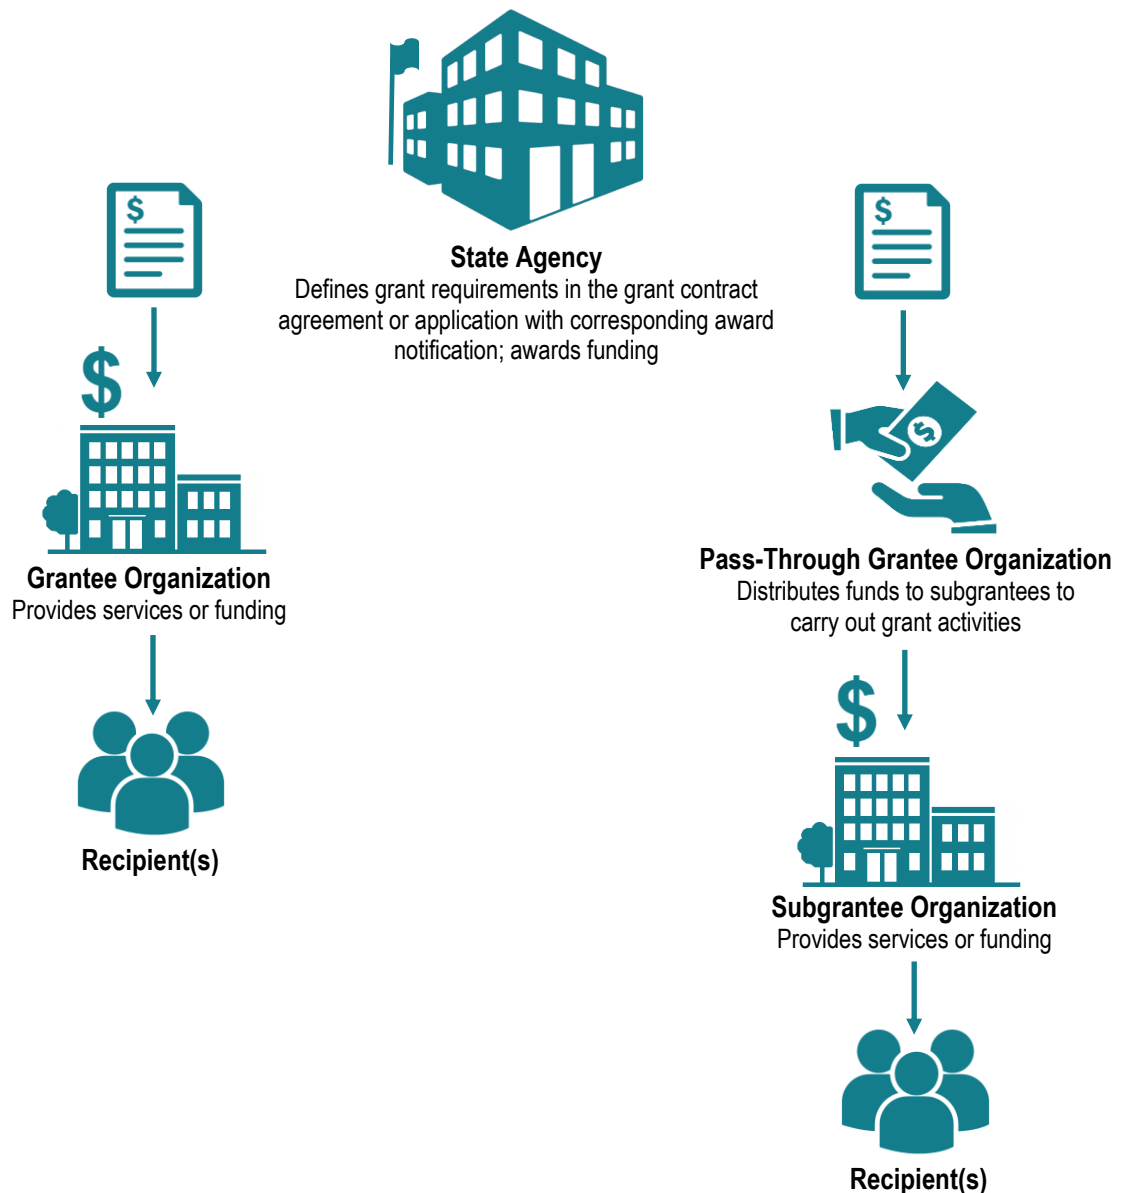 $
$
State Agency
Defines grant requirements in the grant contract
agreement or application with corresponding award
notification; awards funding
$
$
Grantee Organization
Provides services or funding
Pass-Through Grantee Organization
Distributes funds to subgrantees to
carry out grant activities
Recipient(s)
$
Subgrantee Organization
Provides services or funding
Recipient(s)